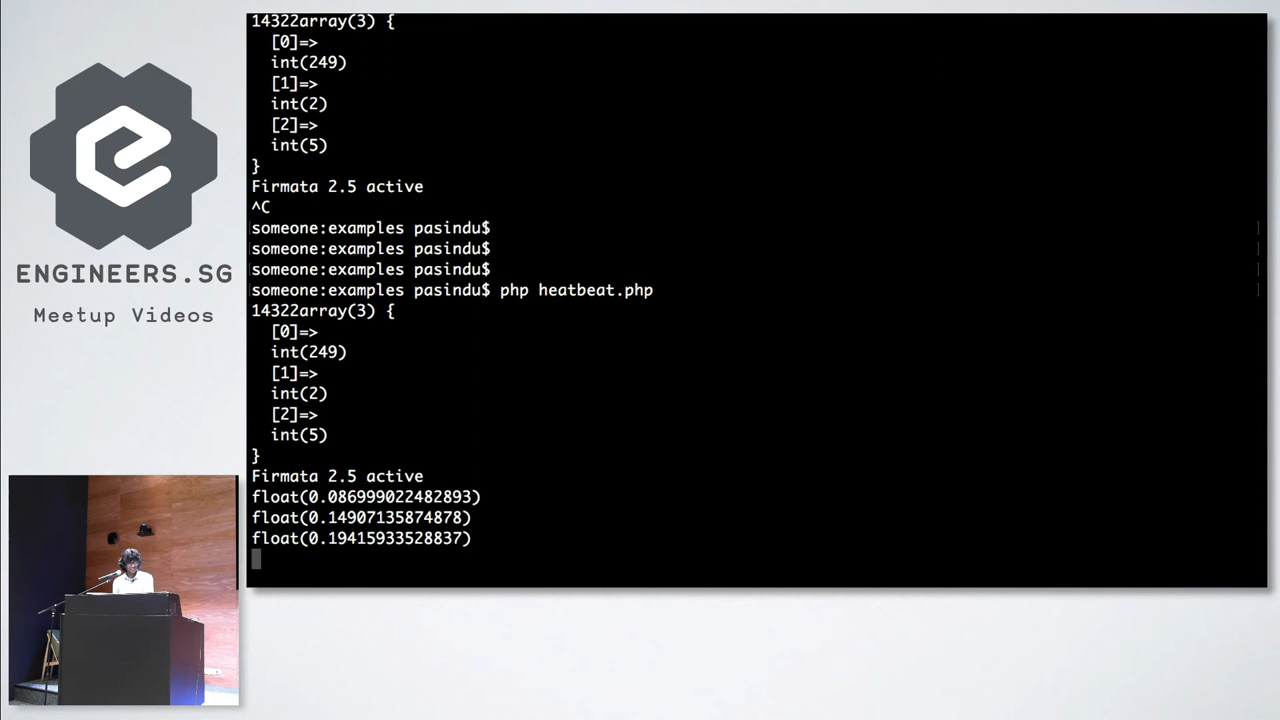 ENGINEERS.SG
Meetup Videos
14322array(3) {
[0]=>
int(249)
[1]=>
int(2)
[2]=>
int(5)
}
Firmata 2.5 active
^C
someone:examples pasindu$
someone:examples pasindu$
someone:examples pasindu$
someone:examples pasindu$ php heatbeat.php
14322array(3) {
[0]=>
int(249)
[1]=>
int(2)
[2]=>
int(5)
}
Firmata 2.5 active
float(0.086999022482893)
float(0.14907135874878)
float(0.19415933528837)